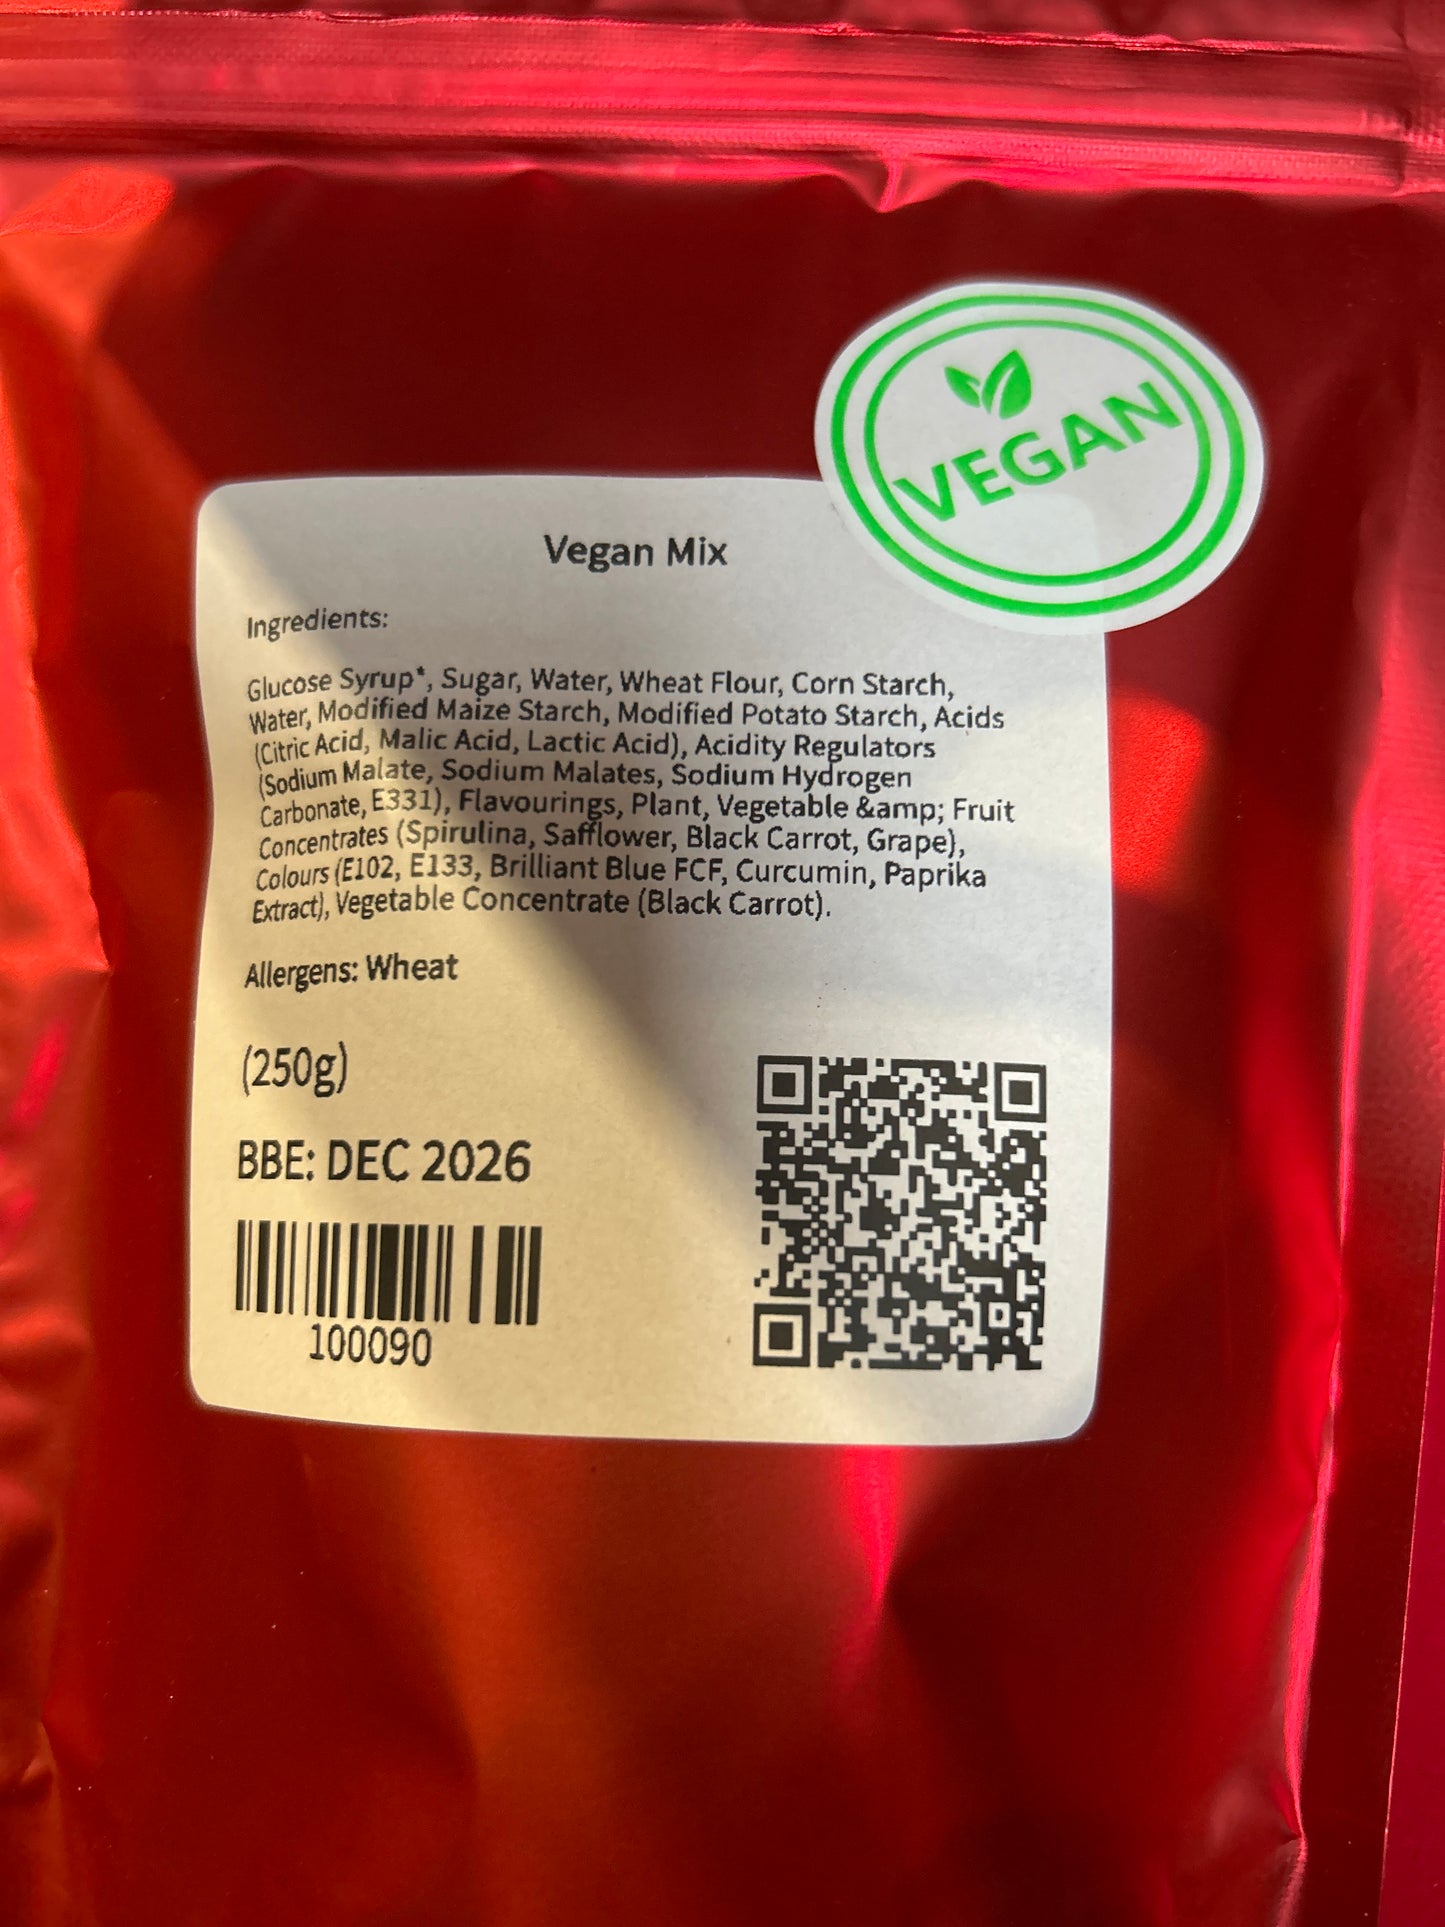 VEGAN
Vegan Mix
Ingredients:
Glucose Syrup*, Sugar, Water, Wheat Flour, Corn Starch,
Water, Modified Maize Starch, Modified Potato Starch, Acids
(Citric Acid, Malic Acid, Lactic Acid), Acidity Regulators
(Sodium Malate, Sodium Malates, Sodium Hydrogen
Carbonate, E331), Flavourings, Plant, Vegetable &amp; Fruit
Concentrates (Spirulina, Safflower, Black Carrot, Grape),
Colours (E102, E133, Brilliant Blue FCF, Curcumin, Paprika
Extract), Vegetable Concentrate (Black Carrot).
Allergens: Wheat
(250g)
BBE: DEC 2026
100090